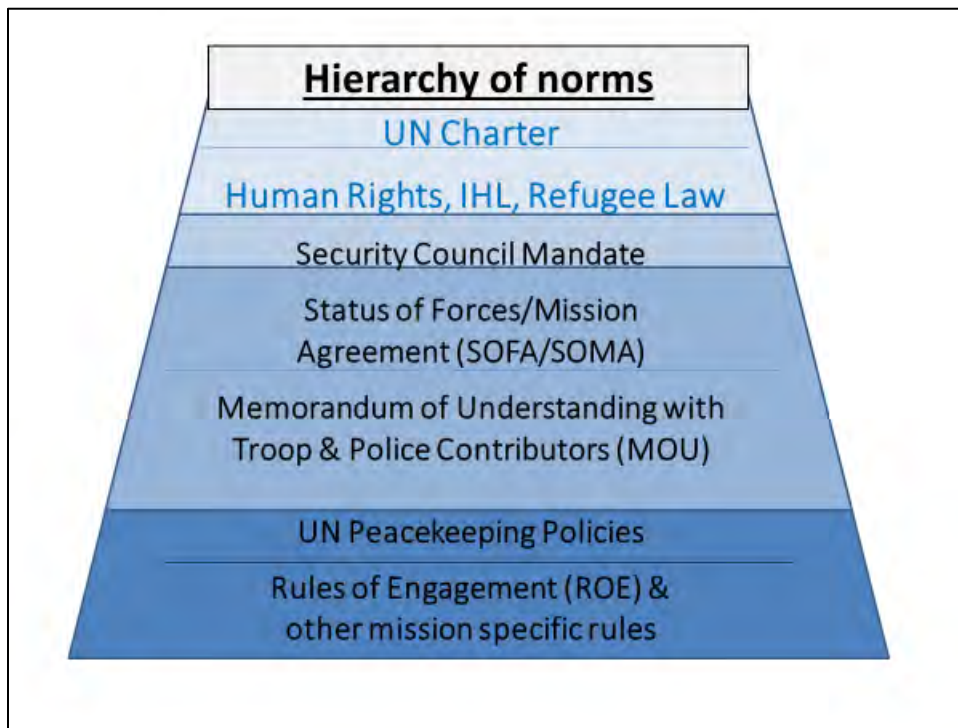 Hierarchy of norms
UN Charter
Human Rights, IHL, Refugee Law
Security Council Mandate
Status of Forces/Mission
Agreement (SOFA/SOMA)
Memorandum of Understanding with
Troop & Police Contributors (MOU)
UN Peacekeeping Policies
Rules of Engagement (ROE) &
other mission specific rules